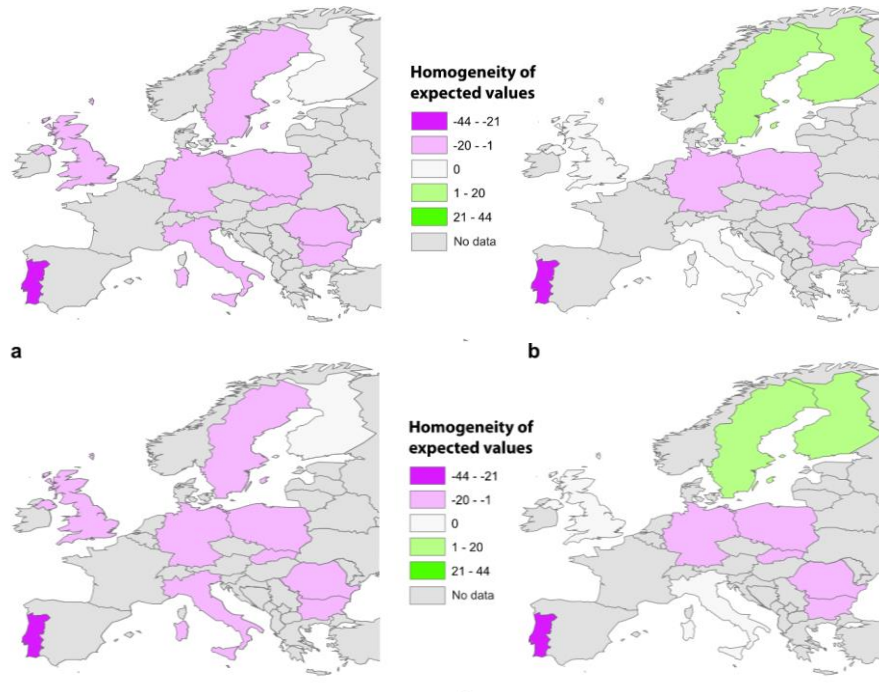 Homogeneity of
expected values
-44 - -21
-20 - -1
0
1 - 20
21 - 44
No data
a
b
Homogeneity of
expected values
-44 - -21
-20 - -1
0
1 - 20
21 - 44
No data